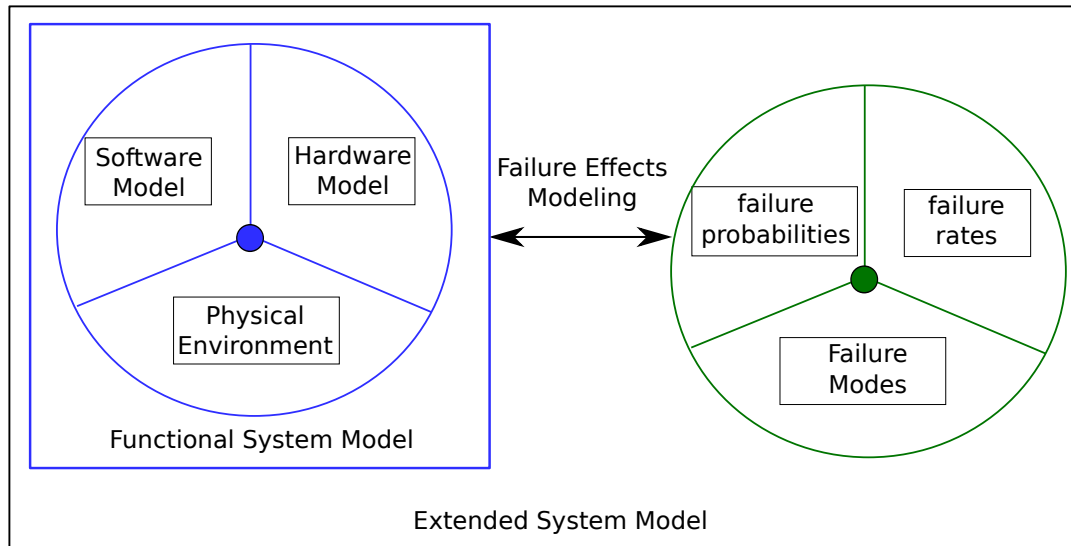 Software
Model
Hardware
Model
Physical
Environment
Functional System Model
Failure Effects
Modeling
failure
probabilities
failure
rates
Failure
Modes
Extended System Model